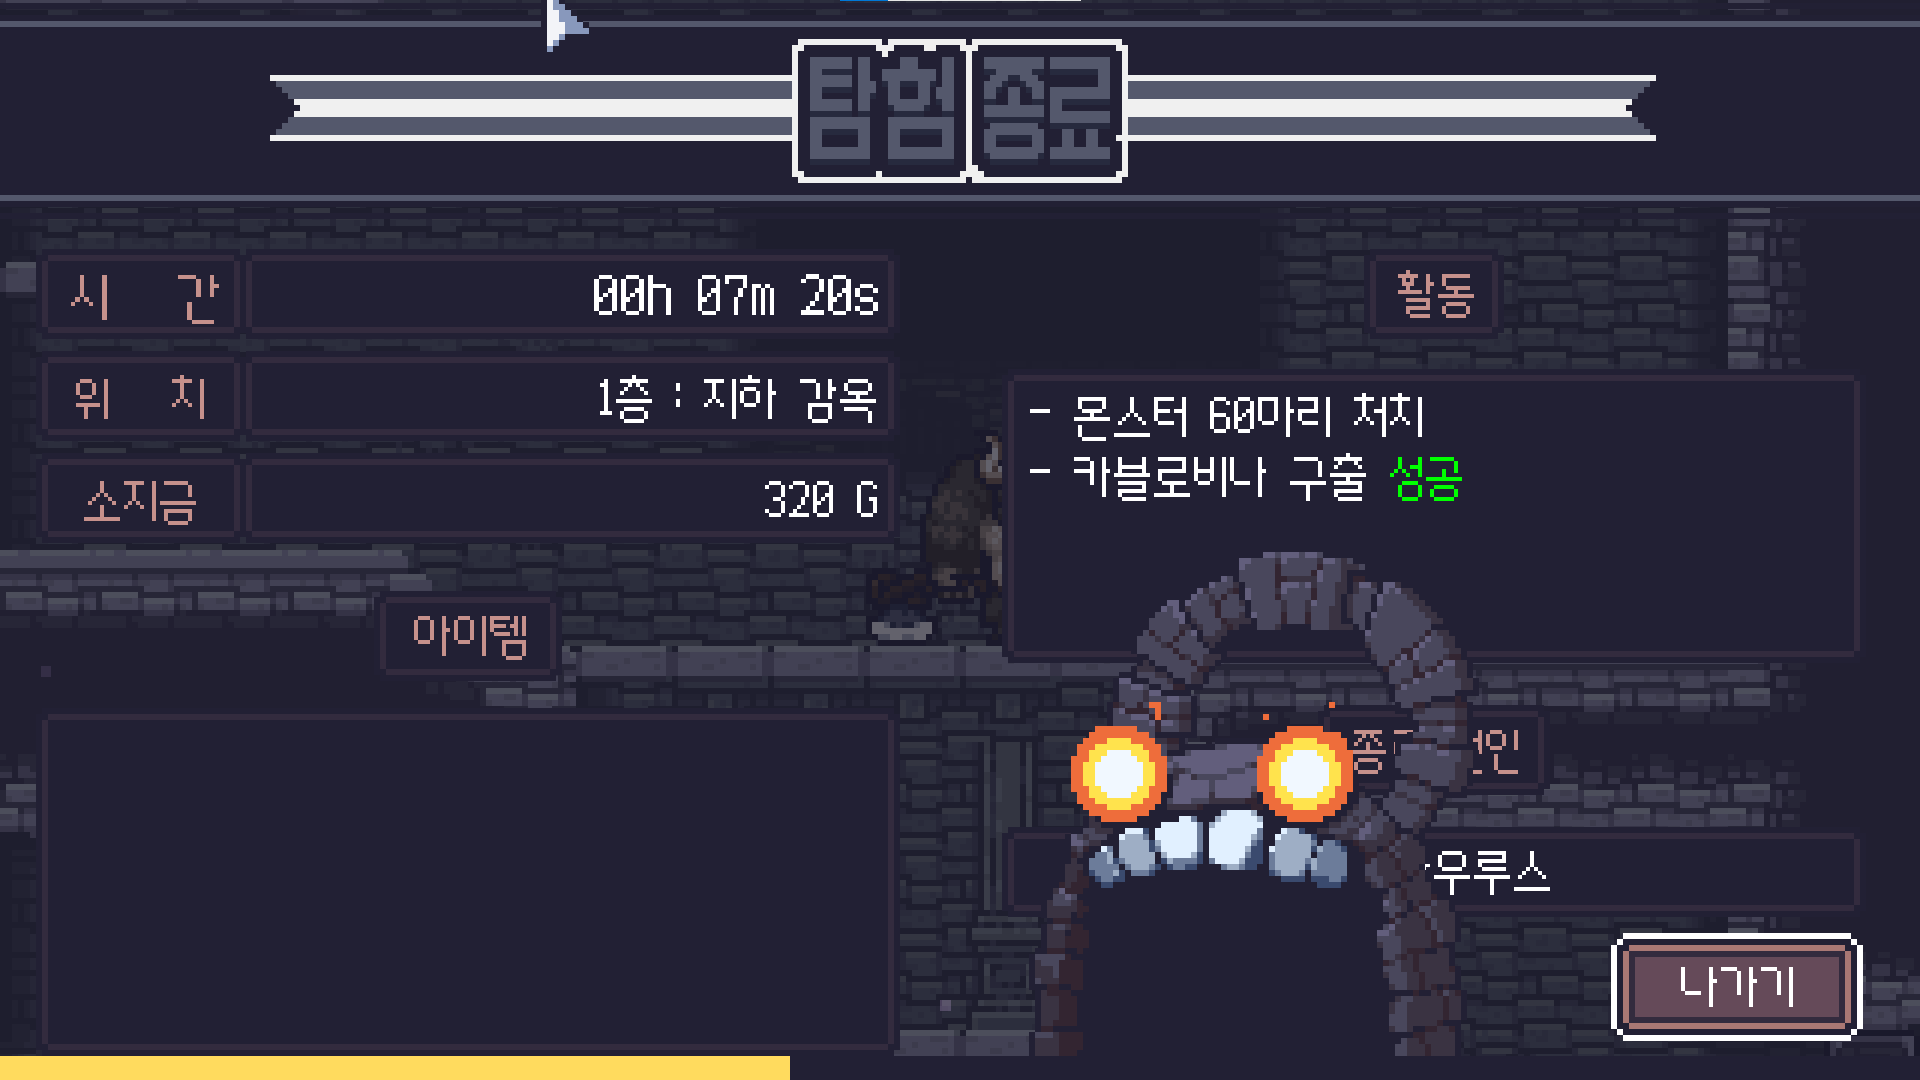 탐험 종료
시 간 00h 07m 20s
위 치 1층 : 지하 감옥
소지금 320 G
아이템
활동
- 몬스터 60마리 처치
- 카블로비나 구출 성공
종 인
우루스
나가기